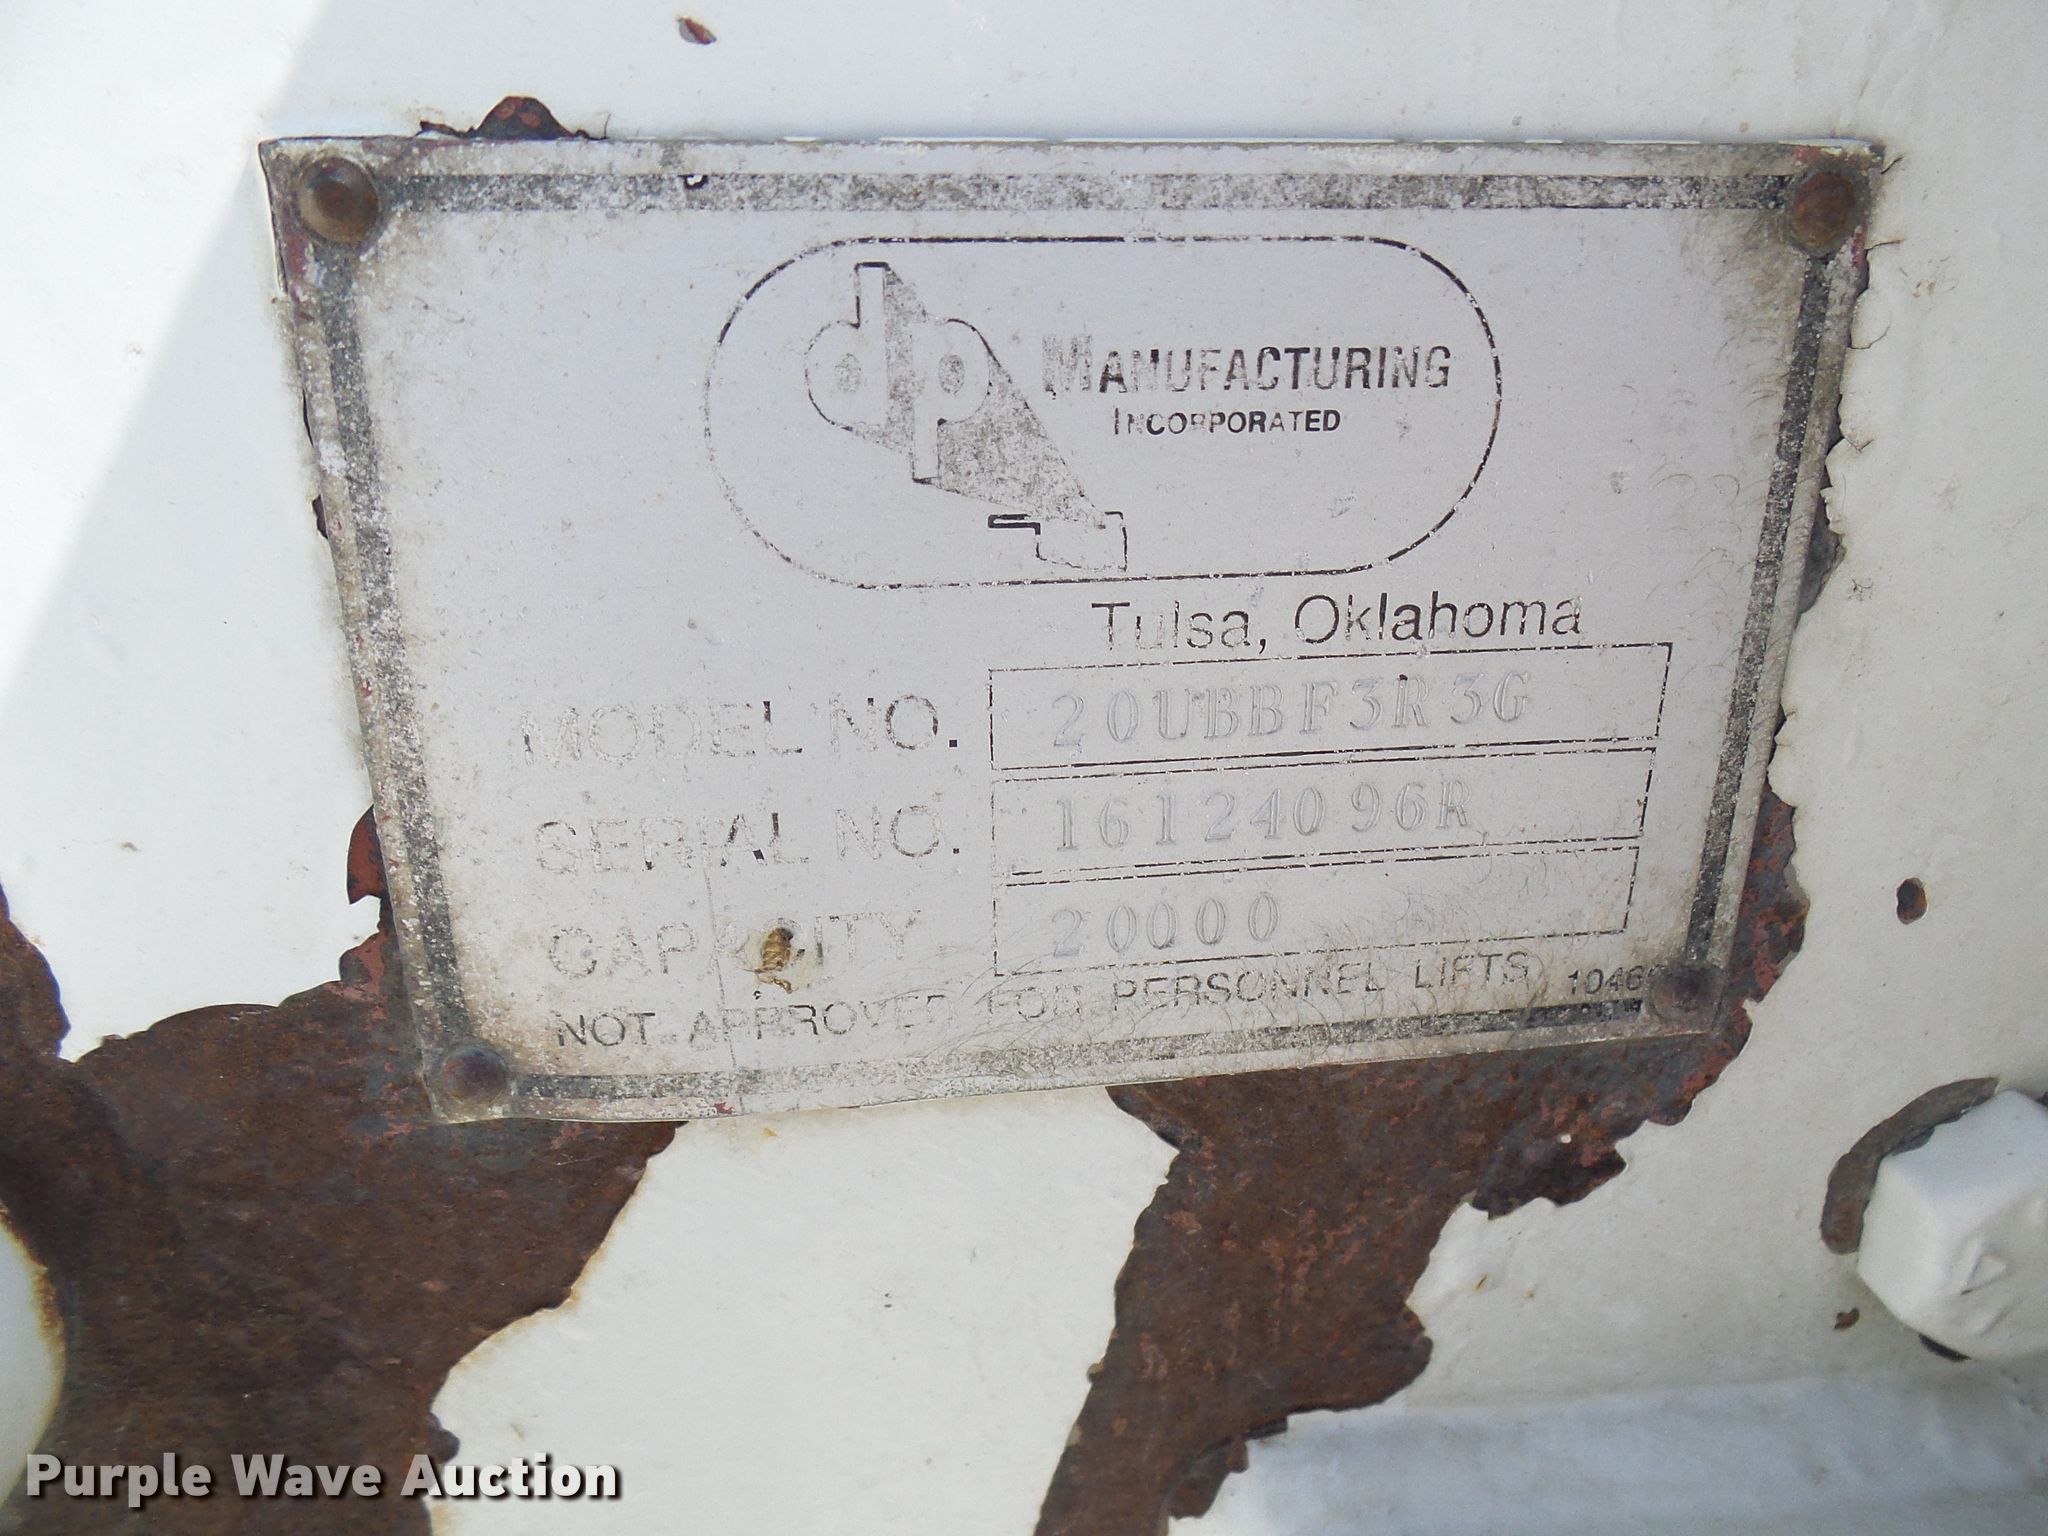 dp MANUFACTURING
INCORPORATED
Tulsa, Oklahoma
MODEL NO. 20UBBF3R3G
SERIAL NO. 16124096R
CAPACITY 20000
NOT APPROVED FOR PERSONNEL LIFTS
Purple Wave Auction